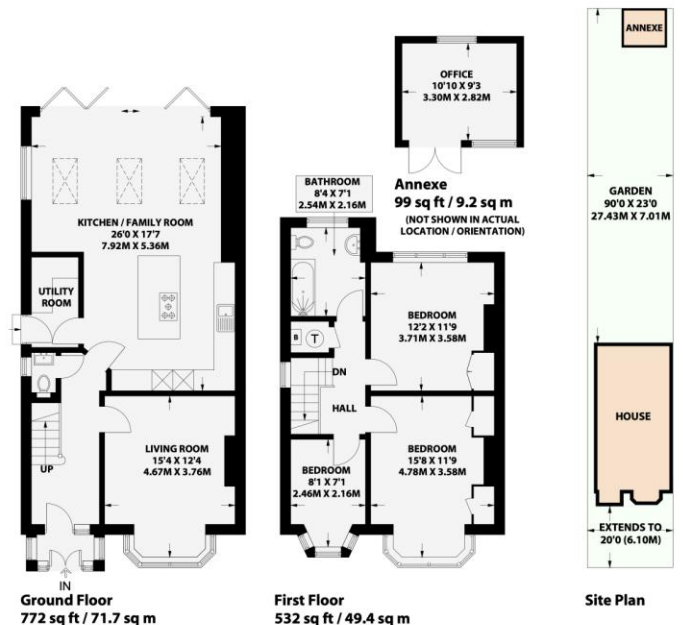 KITCHEN / FAMILY ROOM
26'0 X 17'7
7.92M X 5.36M
UTILITY
ROOM
UP
LIVING ROOM
15'4 X 12'4
4.67M X 3.76M
IN
Ground Floor
772 sq ft / 71.7 sq m
OFFICE
10'10 X 9'3
3.30M X 2.82M
Annexe
99 sq ft / 9.2 sq m
(NOT SHOWN IN ACTUAL
LOCATION / ORIENTATION)
BATHROOM
8'4 X 7'1
2.54M X 2.16M
BEDROOM
12'2 X 11'9
3.71M X 3.58M
B
T
DN
HALL
BEDROOM
15'8 X 11'9
4.78M X 3.58M
BEDROOM
8'1 X 7'1
2.46M X 2.16M
First Floor
532 sq ft / 49.4 sq m
ANNEXE
GARDEN
90'0 X 23'0
27.43M X 7.01M
HOUSE
EXTENDS TO
20'0 (6.10M)
Site Plan